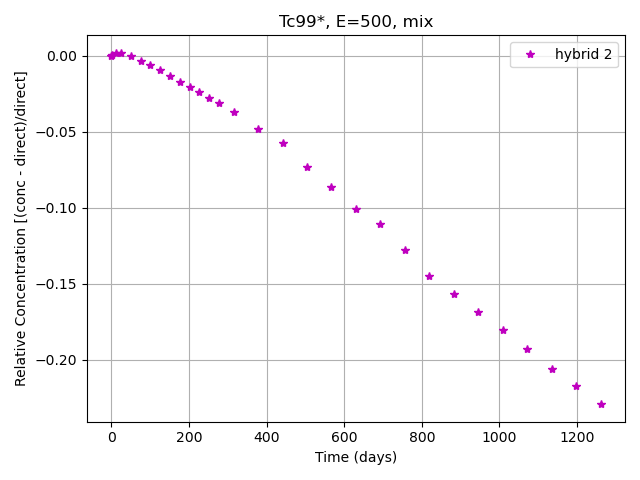 Tc99*, E=500, mix
hybrid 2
0.00
−0.05
−0.10
−0.15
−0.20
Relative Concentration [(conc - direct)/direct]
0 200 400 600 800 1000 1200
Time (days)